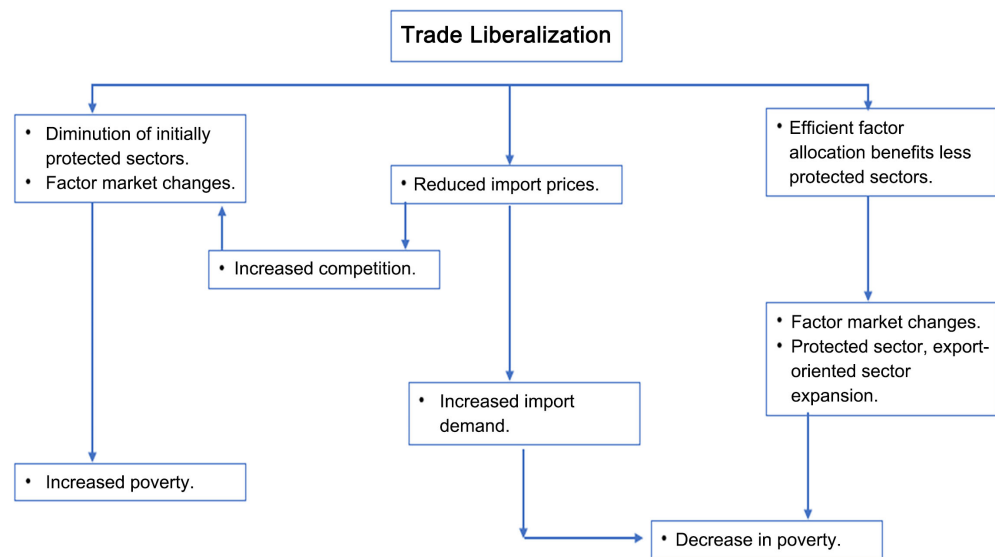 Trade Liberalization
• Diminution of initially
protected sectors.
• Factor market changes.
• Reduced import prices.
• Efficient factor
allocation benefits less
protected sectors.
• Increased competition.
• Factor market changes.
• Protected sector, export-
oriented sector
expansion.
• Increased import
demand.
• Increased poverty.
• Decrease in poverty.